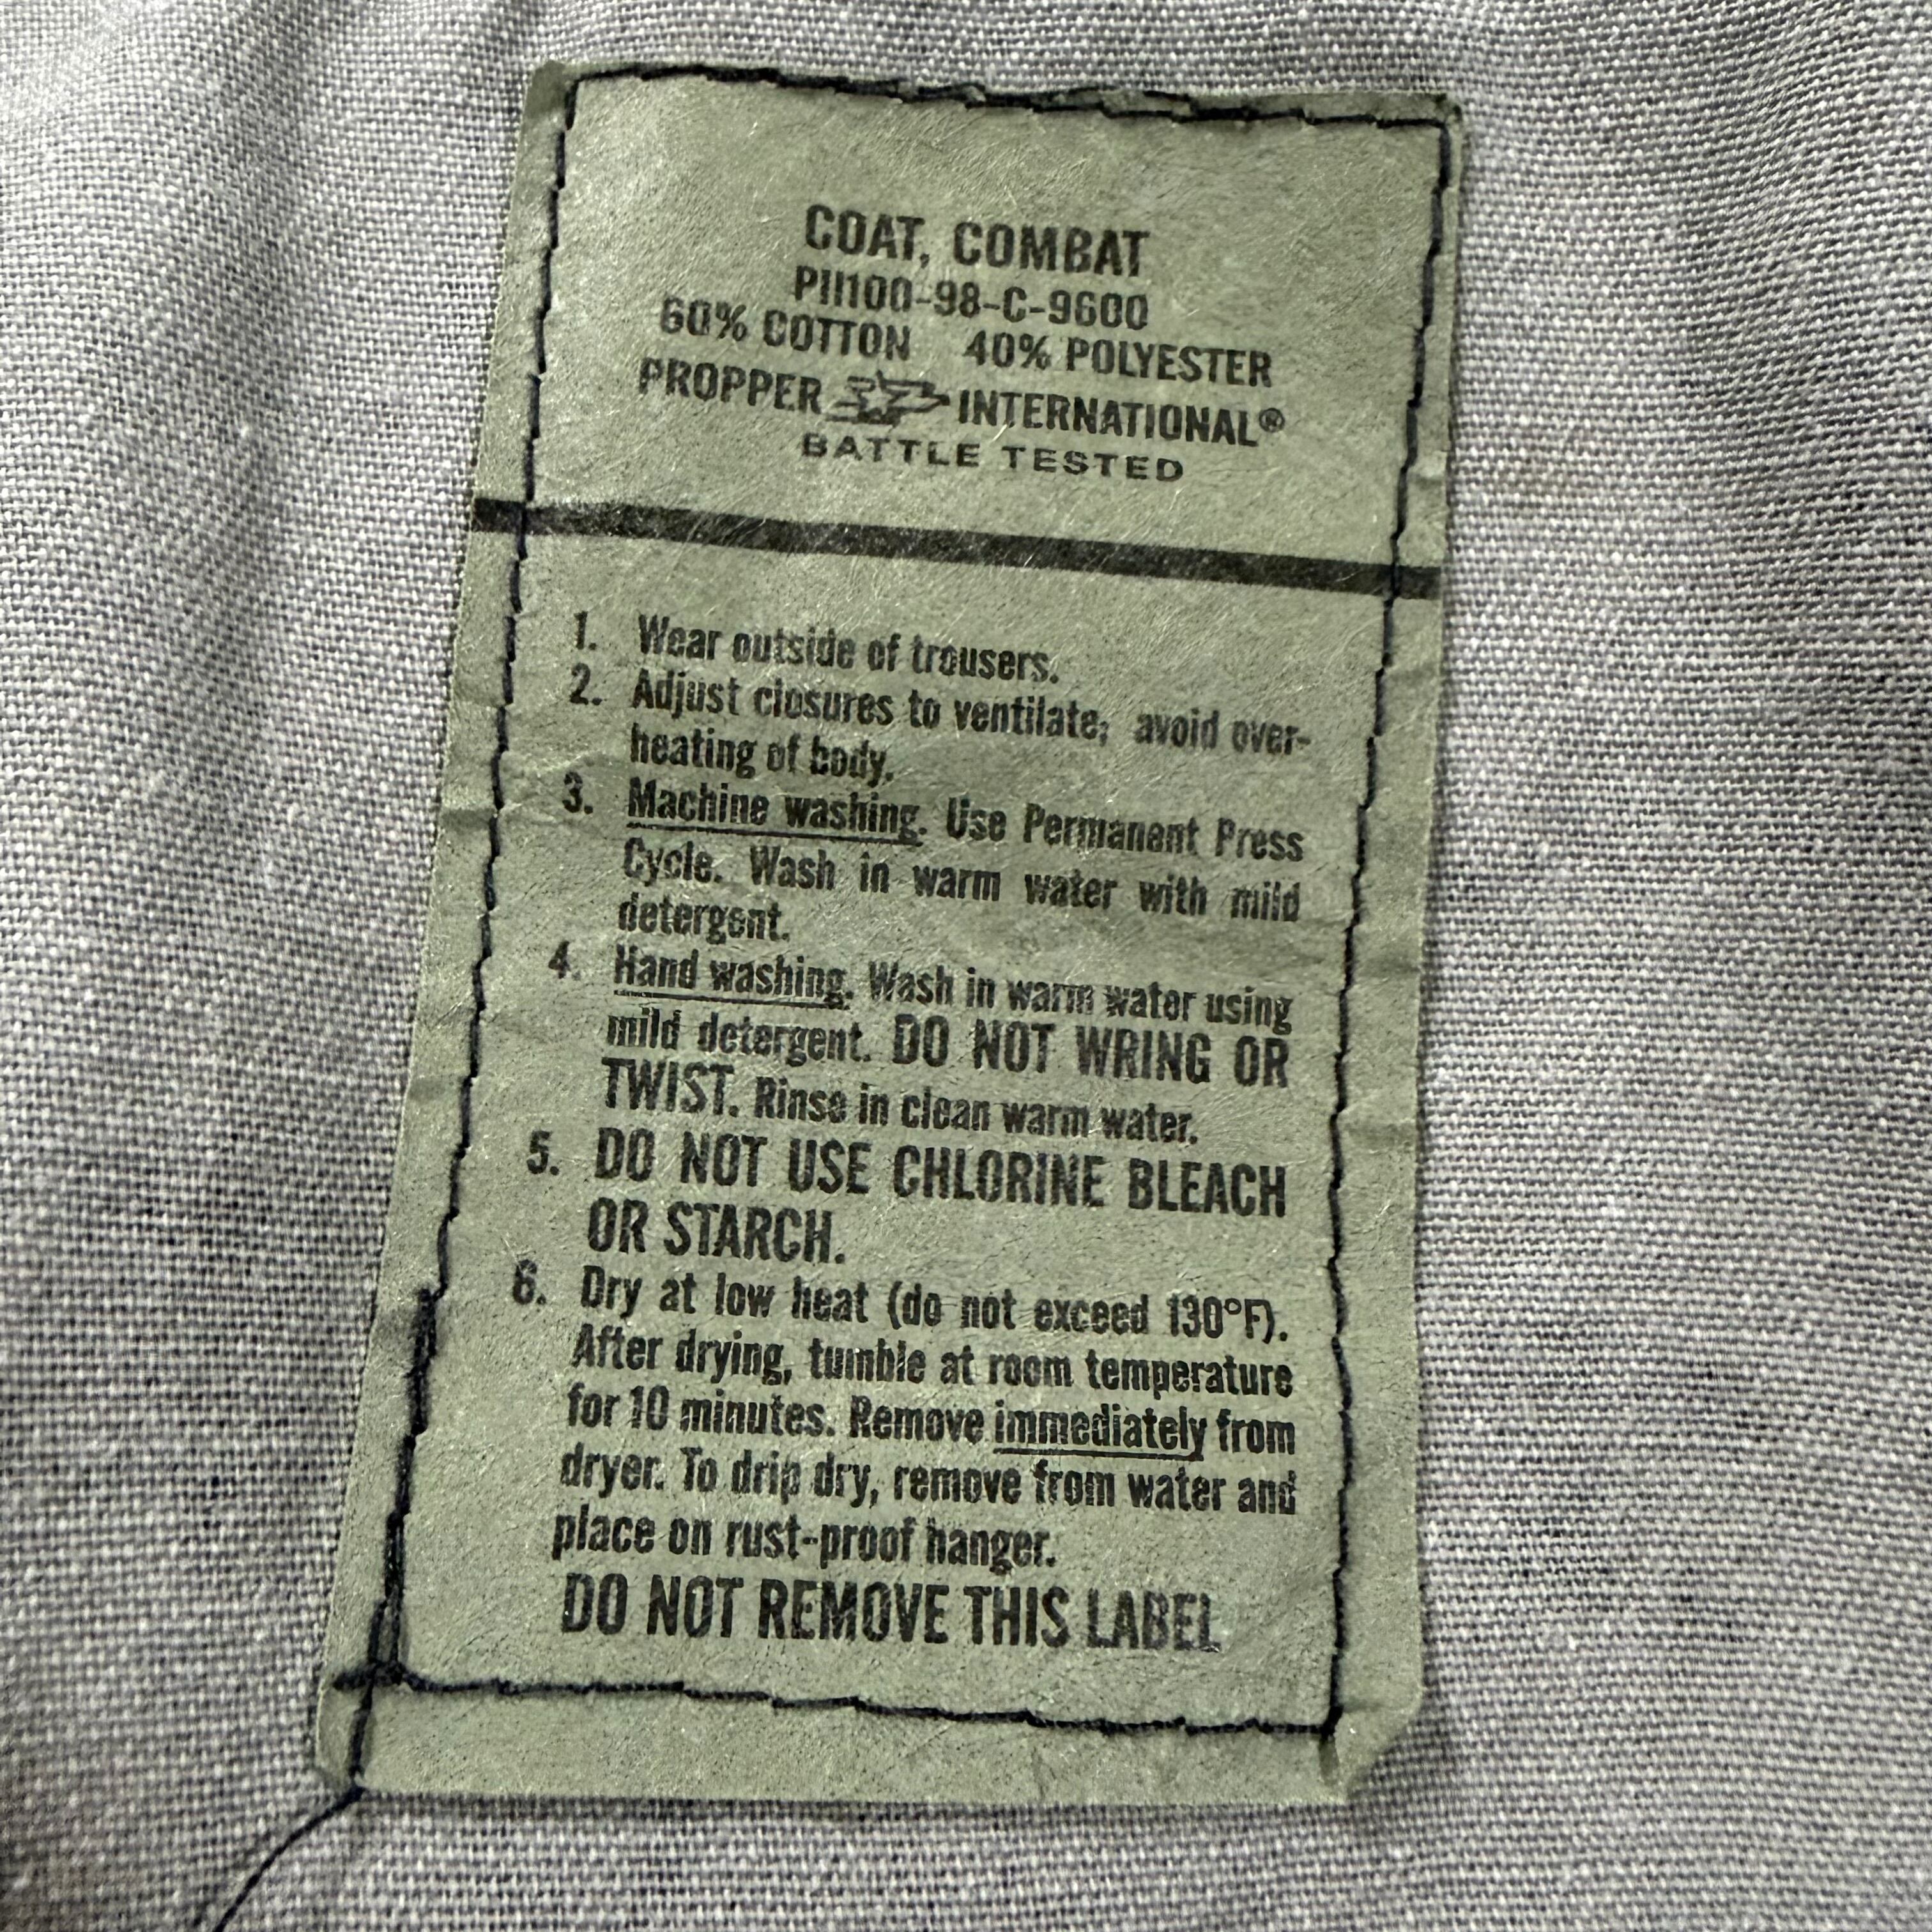 COAT, COMBAT
PII100-98-C-9600
60% COTTON 40% POLYESTER
PROPPER INTERNATIONAL®
BATTLE TESTED
1. Wear outside of trousers.
2. Adjust closures to ventilate; avoid over-
heating of body.
3. Machine washing. Use Permanent Press
Cycle. Wash in warm water with mild
detergent.
4. Hand washing. Wash in warm water using
mild detergent. DO NOT WRING OR
TWIST. Rinse in clean warm water.
5. DO NOT USE CHLORINE BLEACH
OR STARCH.
6. Dry at low heat (do not exceed 130°F).
After drying, tumble at room temperature
for 10 minutes. Remove immediately from
dryer. To drip dry, remove from water and
place on rust-proof hanger.
DO NOT REMOVE THIS LABEL